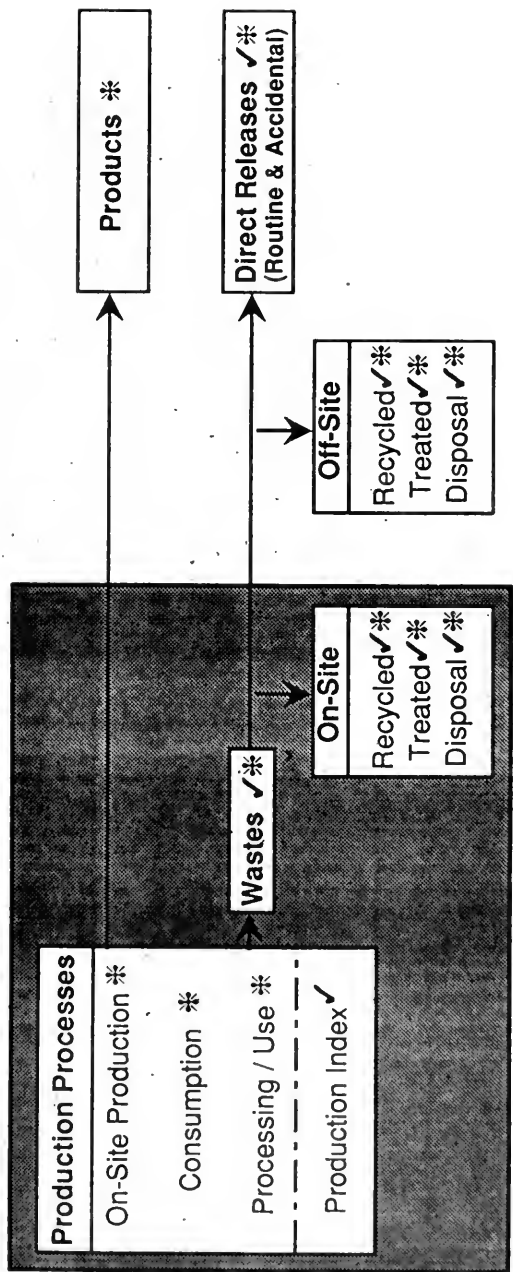 Production Processes
On-Site Production ❊
Consumption ❊
Processing / Use ❊
Production Index ✓
Wastes ✓❊
On-Site
Recycled ✓❊
Treated ✓❊
Disposal ✓❊
Off-Site
Recycled ✓❊
Treated ✓❊
Disposal ✓❊
Products ❊
Direct Releases ✓❊
(Routine & Accidental)